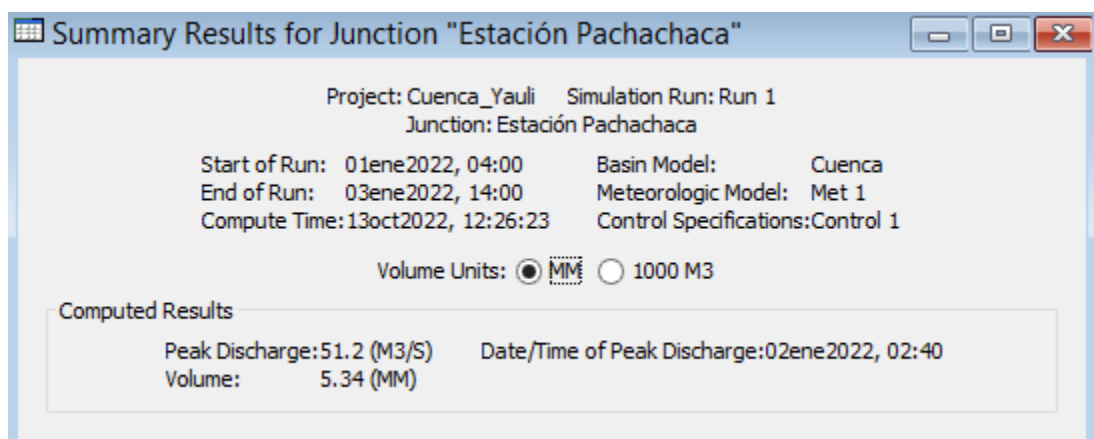 Summary Results for Junction "Estación Pachachaca"
Project: Cuenca_Yauli Simulation Run: Run 1
Junction: Estación Pachachaca
Start of Run: 01ene2022, 04:00 Basin Model: Cuenca
End of Run: 03ene2022, 14:00 Meteorologic Model: Met 1
Compute Time:13oct2022, 12:26:23 Control Specifications:Control 1
Volume Units: MM 1000 M3
Computed Results
Peak Discharge:51.2 (M3/S) Date/Time of Peak Discharge:02ene2022, 02:40
Volume: 5.34 (MM)